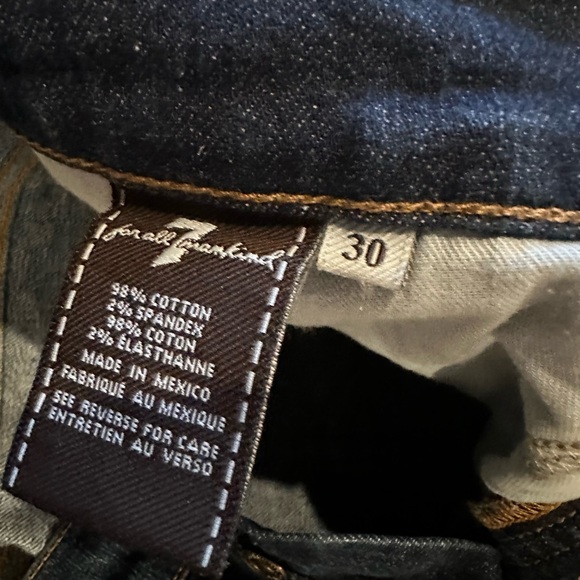 7
for all mankind
30
98% COTTON
2% SPANDEX
98% COTON
2% ÉLASTHANNE
MADE IN MEXICO
FABRIQUÉ AU MEXIQUE
SEE REVERSE FOR CARE
ENTRETIEN AU VERSO